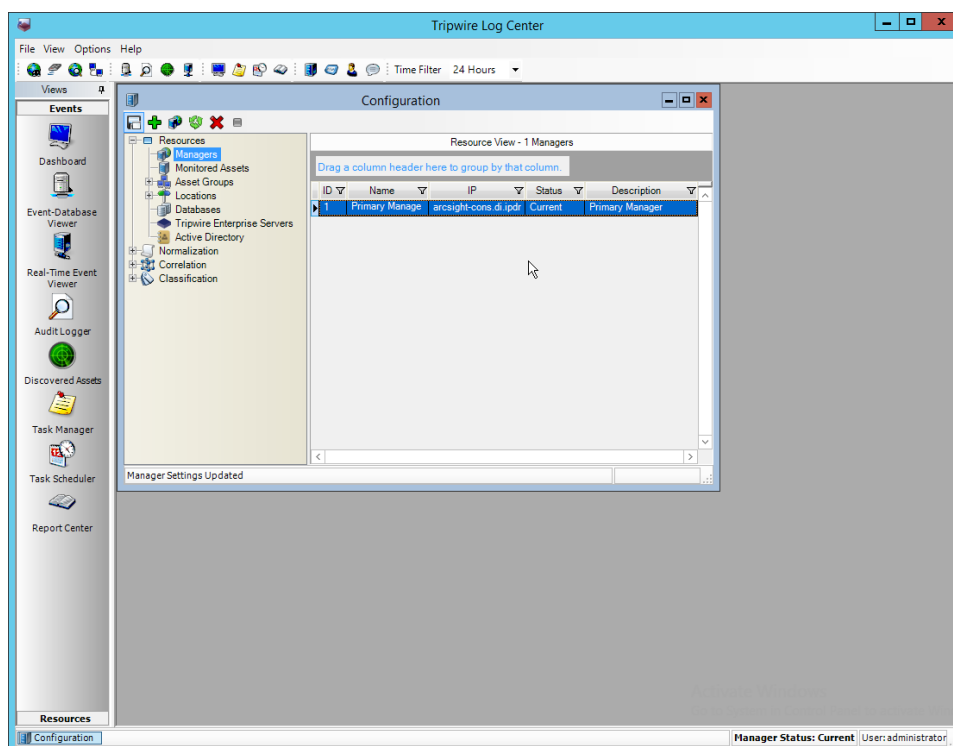 Tripwire Log Center
File View Options Help
Time Filter 24 Hours
Views
Events
Dashboard
Event-Database
Viewer
Real-Time Event
Viewer
Audit Logger
Discovered Assets
Task Manager
Task Scheduler
Report Center
Resources
Configuration
Resources
Managers
Monitored Assets
Asset Groups
Locations
Databases
Tripwire Enterprise Servers
Active Directory
Normalization
Correlation
Classification
Resource View - 1 Managers
Drag a column header here to group by that column.
ID Name IP Status Description
1 Primary Manage arcsight-cons.di.ipdr Current Primary Manager
Manager Settings Updated
Activate Windows
Configuration
Manager Status: Current User: administrator